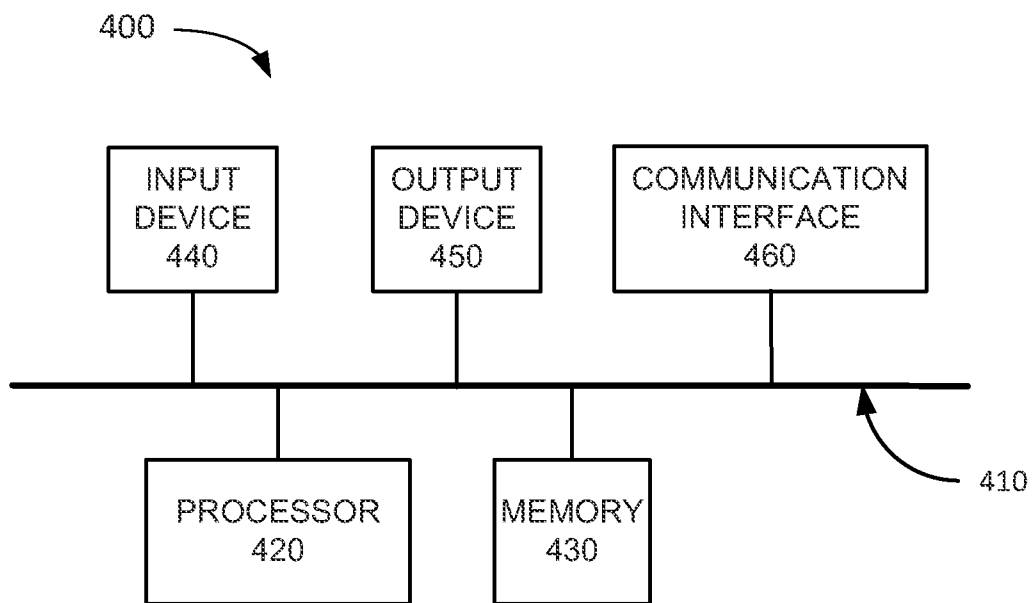 400
INPUT
DEVICE
440
OUTPUT
DEVICE
450
COMMUNICATION
INTERFACE
460
410
PROCESSOR
420
MEMORY
430